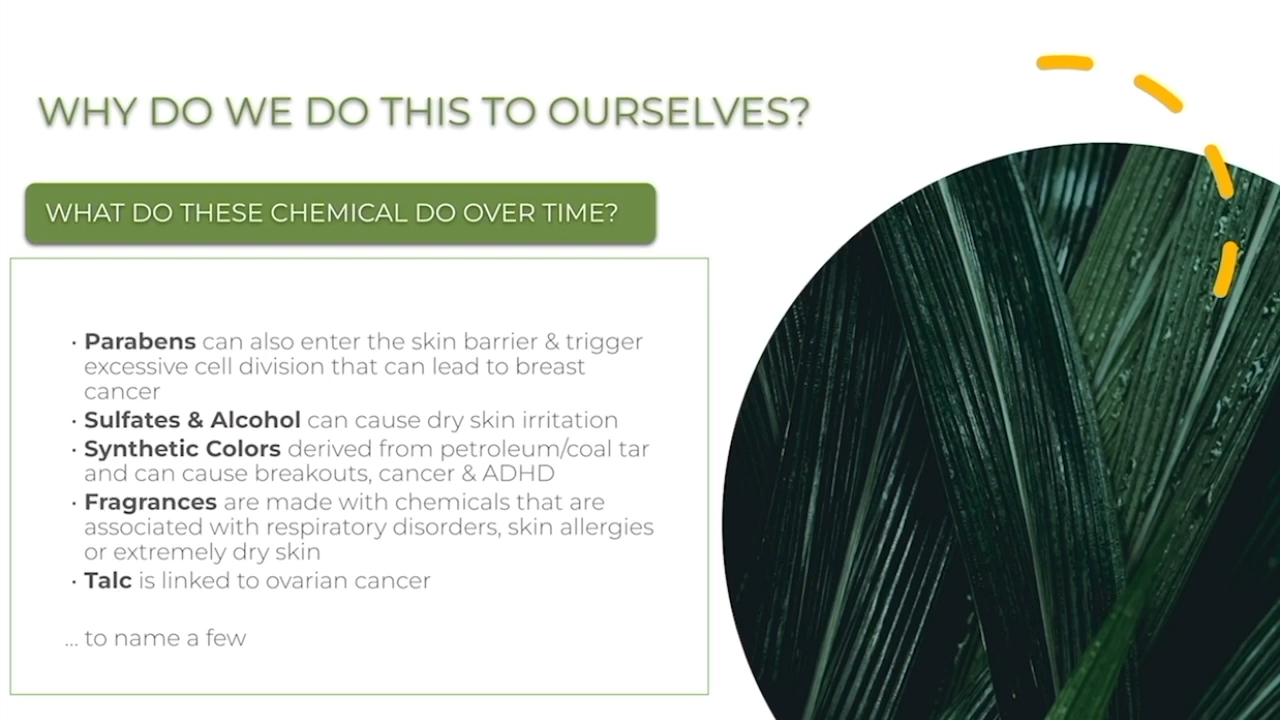 WHY DO WE DO THIS TO OURSELVES?
WHAT DO THESE CHEMICAL DO OVER TIME?
· Parabens can also enter the skin barrier & trigger
excessive cell division that can lead to breast
cancer
· Sulfates & Alcohol can cause dry skin irritation
· Synthetic Colors derived from petroleum/coal tar
and can cause breakouts, cancer & ADHD
· Fragrances are made with chemicals that are
associated with respiratory disorders, skin allergies
or extremely dry skin
· Talc is linked to ovarian cancer
... to name a few